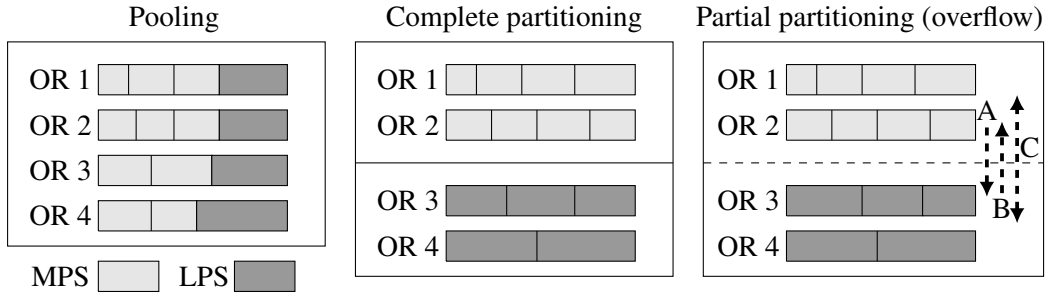 Pooling
OR 1
OR 2
OR 3
OR 4
MPS LPS
Complete partitioning
OR 1
OR 2
OR 3
OR 4
Partial partitioning (overflow)
OR 1
OR 2
OR 3
OR 4
A
C
B